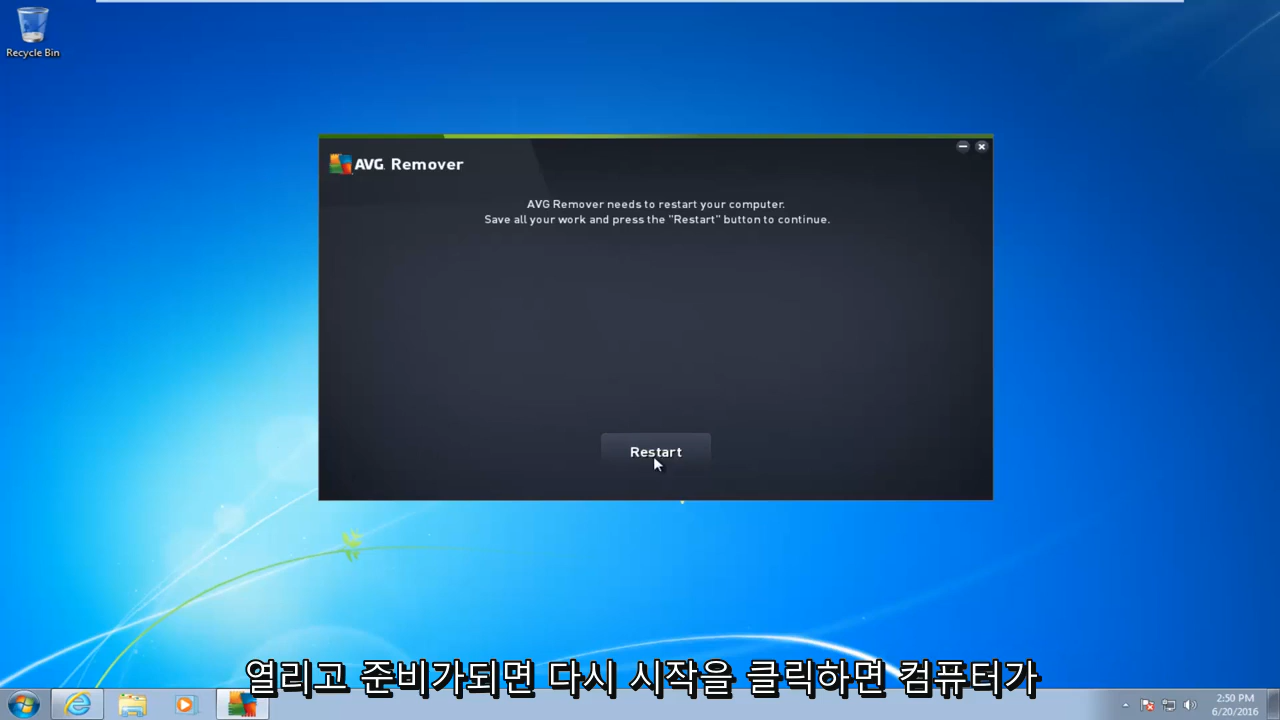 Recycle Bin
AVG Remover
AVG Remover needs to restart your computer.
Save all your work and press the "Restart" button to continue.
Restart
열리고 준비가되면 다시 시작을 클릭하면 컴퓨터가
2:50 PM
6/20/2016